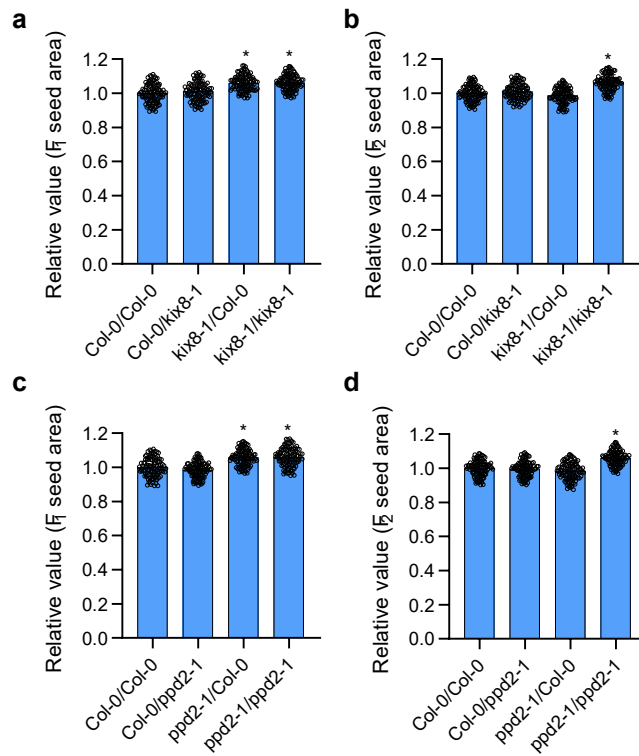 a
Relative value (F1 seed area)
1.2
1.0
0.8
0.6
0.4
0.2
0.0
*
*
Col-0/Col-0
Col-0/kix8-1
kix8-1/Col-0
kix8-1/kix8-1
b
Relative value (F2 seed area)
1.2
1.0
0.8
0.6
0.4
0.2
0.0
*
Col-0/Col-0
Col-0/kix8-1
kix8-1/Col-0
kix8-1/kix8-1
c
Relative value (F1 seed area)
1.2
1.0
0.8
0.6
0.4
0.2
0.0
*
*
Col-0/Col-0
Col-0/ppd2-1
ppd2-1/Col-0
ppd2-1/ppd2-1
d
Relative value (F2 seed area)
1.2
1.0
0.8
0.6
0.4
0.2
0.0
*
Col-0/Col-0
Col-0/ppd2-1
ppd2-1/Col-0
ppd2-1/ppd2-1